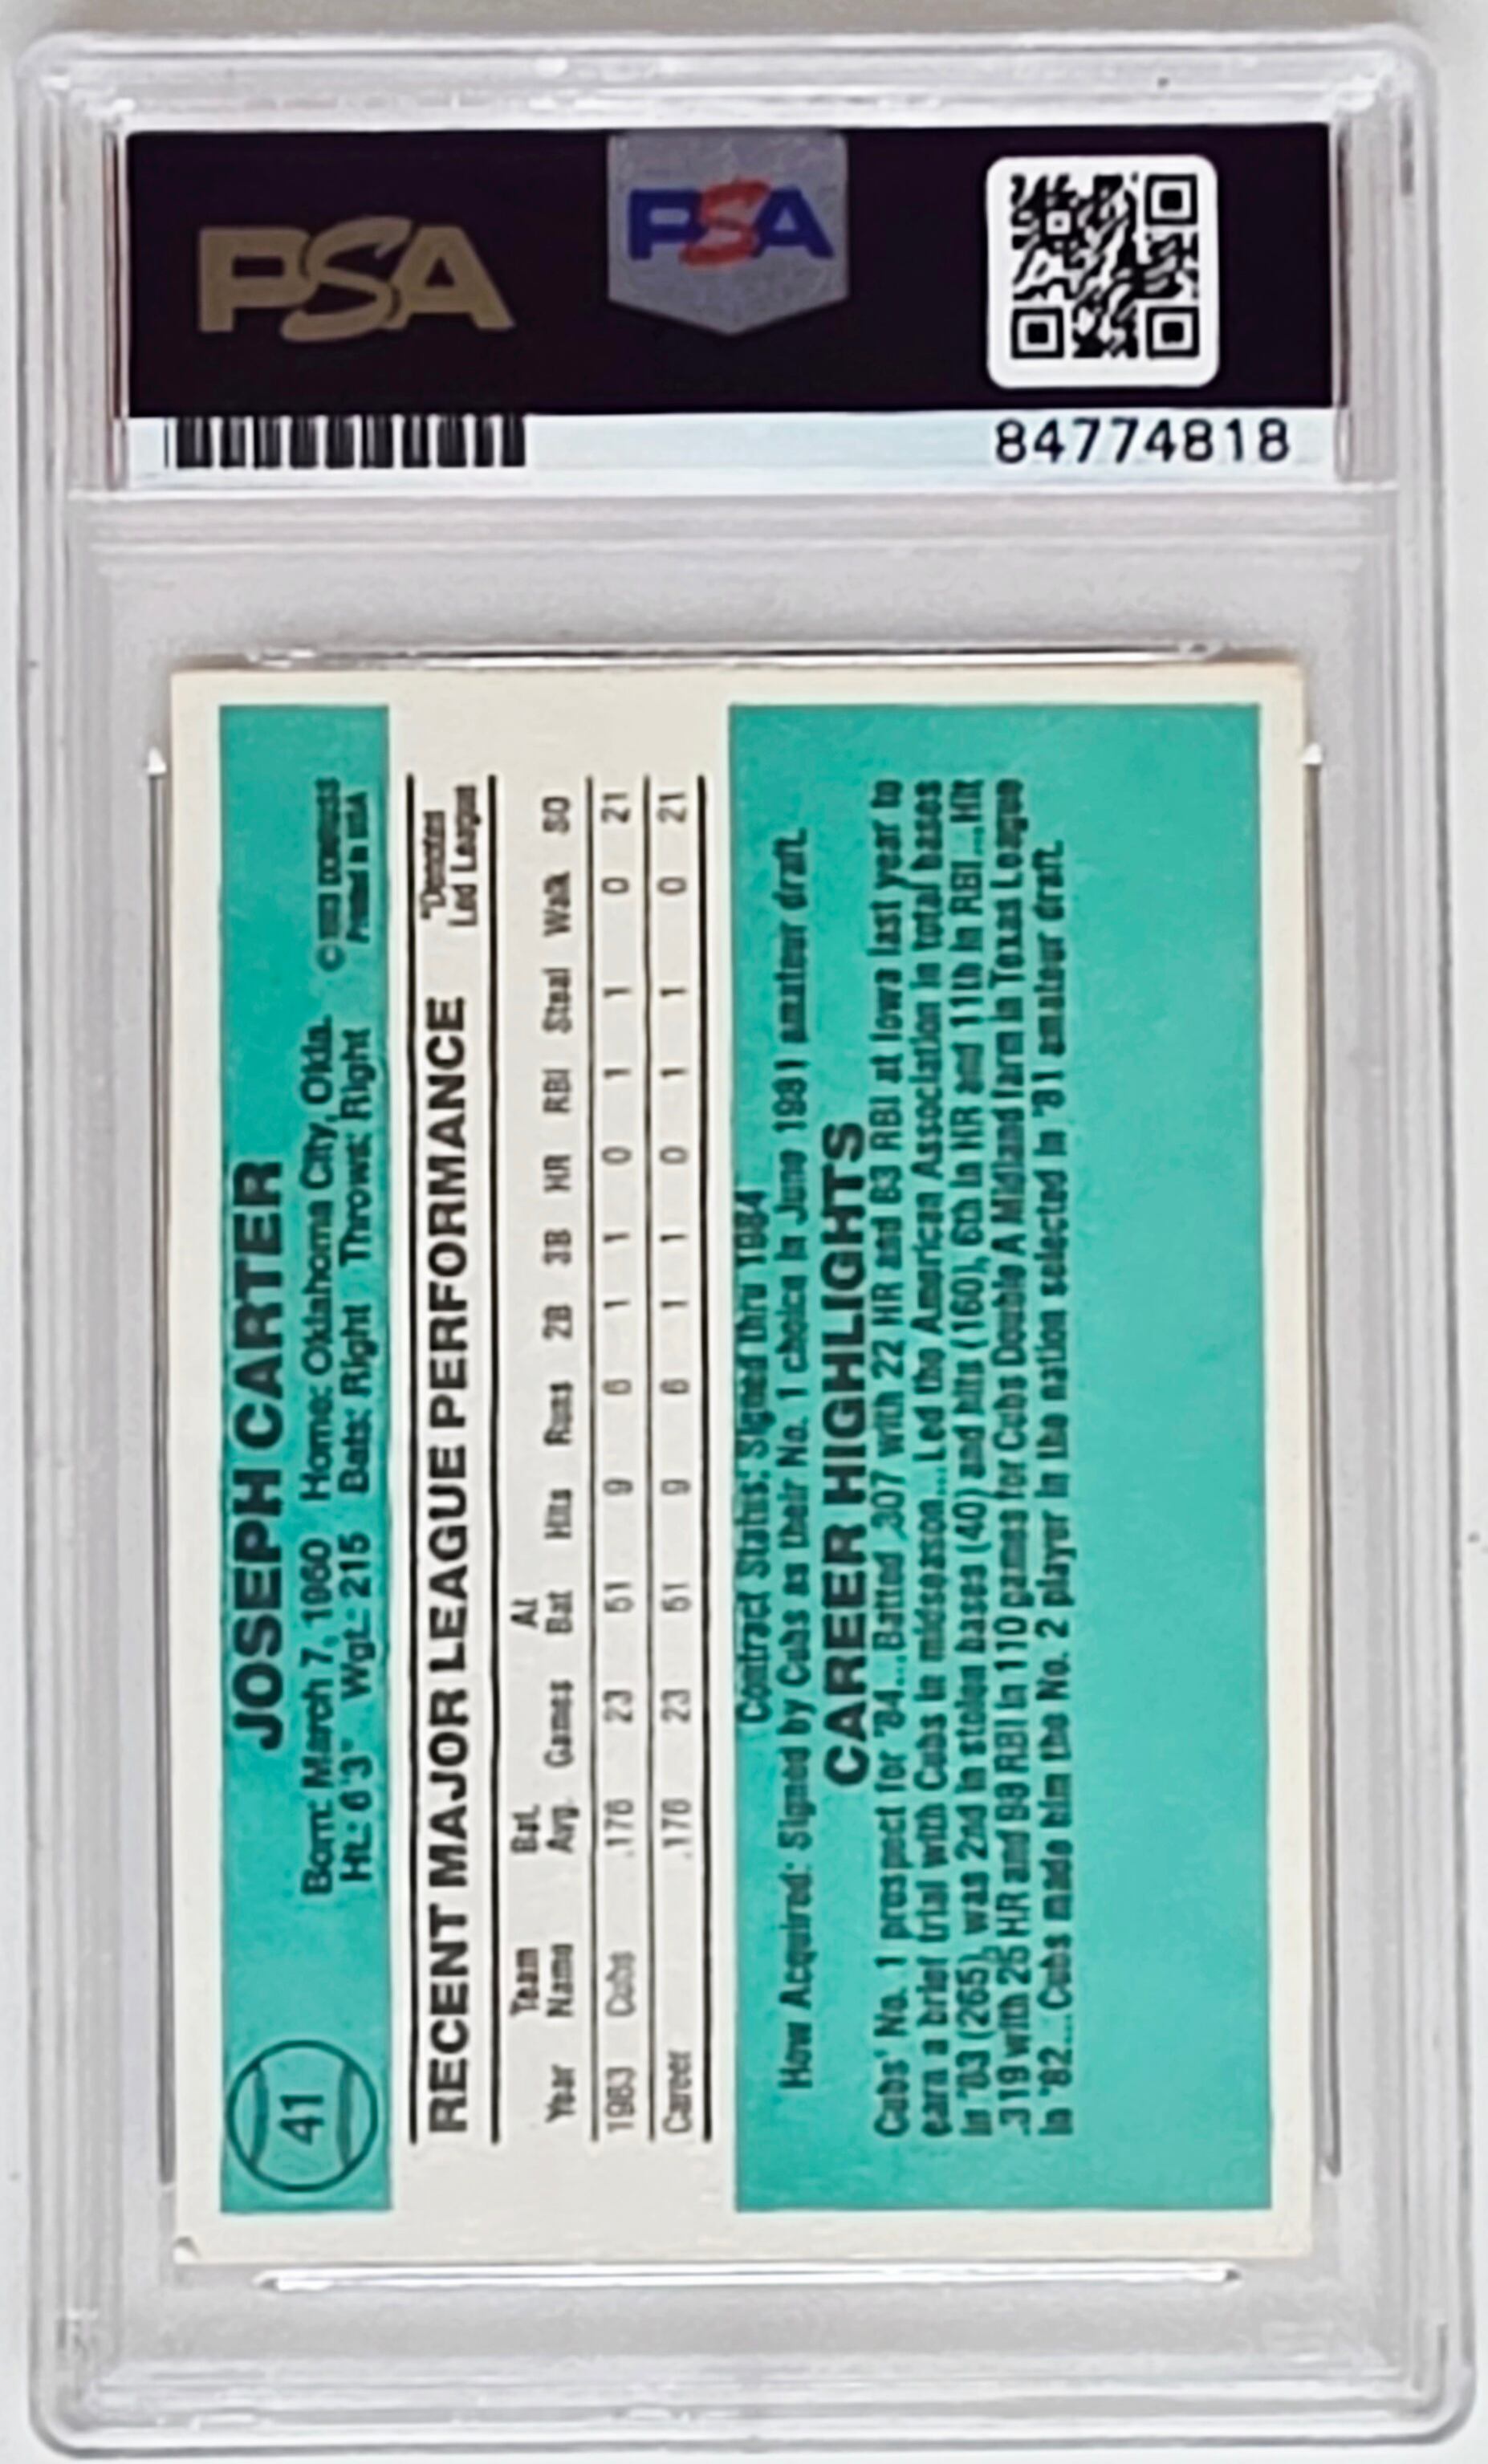 PSA
PSA
84774818
41
JOSEPH CARTER
Born: March 7, 1960 Home: Oklahoma City, Okla. © 1983 DONRUSS
Ht.: 6'3" Wgt.: 215 Bats: Right Throws: Right Printed in USA
RECENT MAJOR LEAGUE PERFORMANCE
*Denotes
Led League
Year Team Name Bat. Avg. Games At Bat Hits Runs 2B 3B HR RBI Steal Walk SO
1983 Cubs .176 23 51 9 6 1 1 0 1 1 0 21
Career .176 23 51 9 6 1 1 0 1 1 0 21
Contract Status: Signed thru 1984
How Acquired: Signed by Cubs as their No. 1 choice in June 1981 amateur draft.
CAREER HIGHLIGHTS
Cubs' No. 1 prospect for '84...Batted .307 with 22 HR and 83 RBI at Iowa last year to
earn a brief trial with Cubs in midseason...Led the American Association in total bases
in '83 (265), was 2nd in stolen bases (40) and hits (160), 6th in HR and 11th in RBI...Hit
.319 with 25 HR and 98 RBI in 110 games for Cubs Double A Midland farm in Texas League
in '82...Cubs made him the No. 2 player in the nation selected in '81 amateur draft.